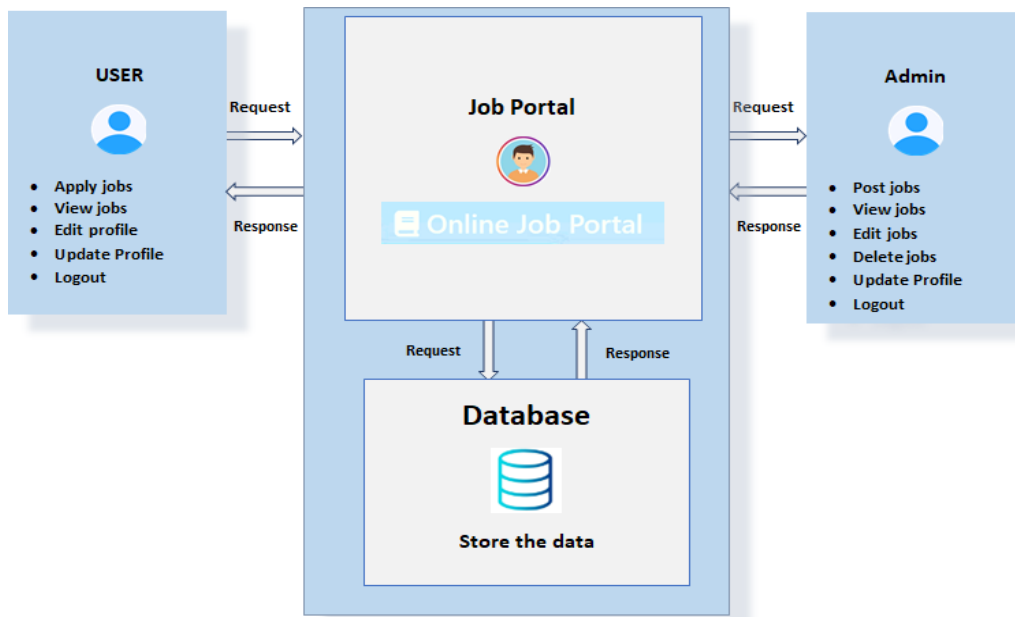 USER
Request
• Apply jobs
• View jobs
• Edit profile
• Update Profile
• Logout
Response
Job Portal
Online Job Portal
Request
Response
Database
Store the data
Request
Response
Admin
• Post jobs
• View jobs
• Edit jobs
• Delete jobs
• Update Profile
• Logout